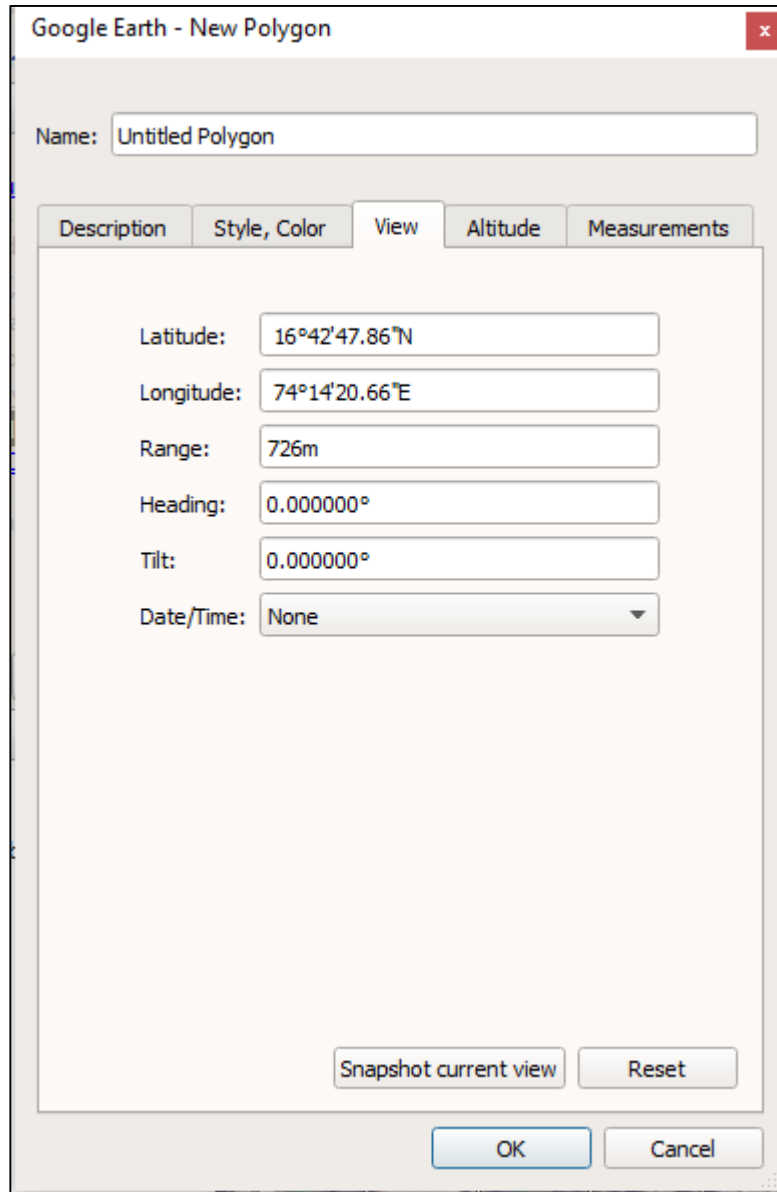 Google Earth - New Polygon
x
Name: Untitled Polygon
Description Style, Color View Altitude Measurements
Latitude: 16°42'47.86"N
Longitude: 74°14'20.66"E
Range: 726m
Heading: 0.000000°
Tilt: 0.000000°
Date/Time: None
Snapshot current view Reset
OK Cancel